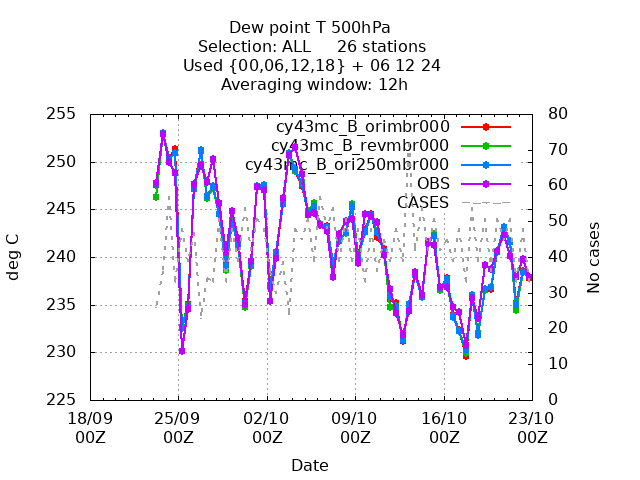 Dew point T 500hPa
Selection: ALL     26 stations
Used {00,06,12,18} + 06 12 24
Averaging window: 12h
cy43mc_B_orimbr000
cy43mc_B_revmbr000
cy43mc_B_ori250mbr000
OBS
CASES
deg C
255
250
245
240
235
230
225
No cases
80
70
60
50
40
30
20
10
0
18/09 25/09 02/10 09/10 16/10 23/10
00Z 00Z 00Z 00Z 00Z 00Z
Date